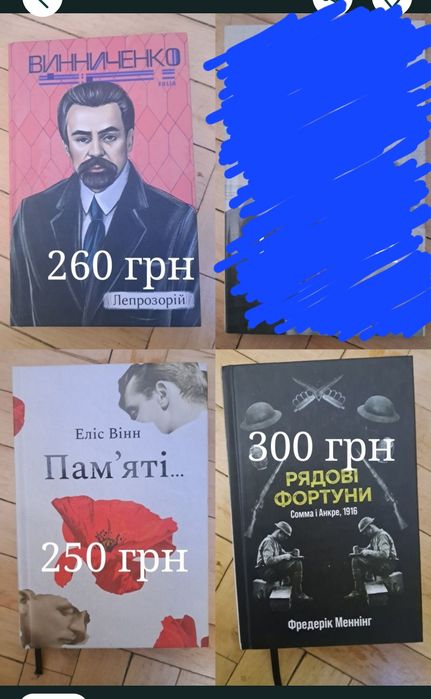 ВИННИЧЕНКО
260 грн
Лепрозорій
Еліс Вінн
Пам'яті...
250 грн
300 грн
РЯДОВІ
ФОРТУНИ
Сомма і Анкре, 1916
Фредерік Меннінг